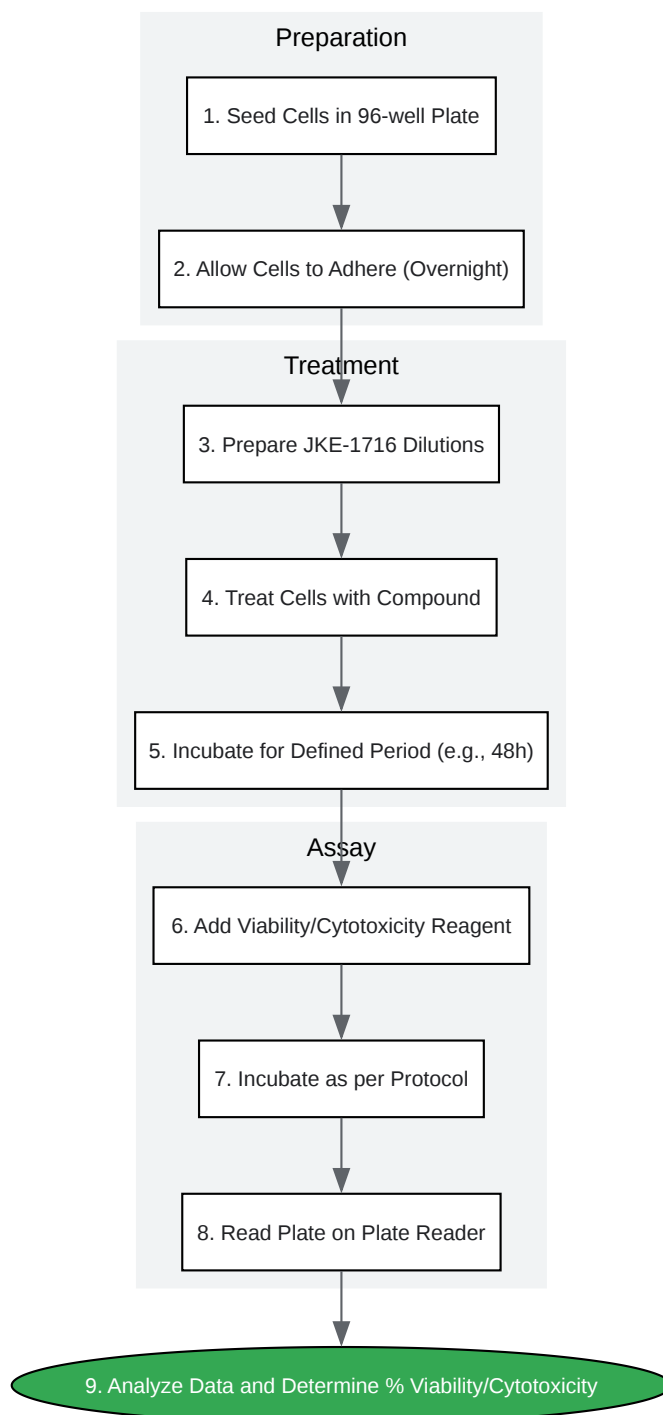 Preparation
1. Seed Cells in 96-well Plate
2. Allow Cells to Adhere (Overnight)
Treatment
3. Prepare JKE-1716 Dilutions
4. Treat Cells with Compound
5. Incubate for Defined Period (e.g., 48h)
Assay
6. Add Viability/Cytotoxicity Reagent
7. Incubate as per Protocol
8. Read Plate on Plate Reader
9. Analyze Data and Determine % Viability/Cytotoxicity